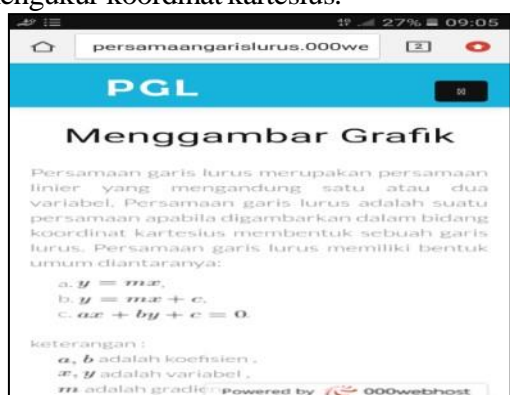 mengukur koordinat kartesius.
27% 09:05
persamaangarislurus.000we 2
PGL
Menggambar Grafik
Persamaan garis lurus merupakan persamaan
linier yang mengandung satu atau dua
variabel. Persamaan garis lurus adalah suatu
persamaan apabila digambarkan dalam bidang
koordinat kartesius membentuk sebuah garis
lurus. Persamaan garis lurus memiliki bentuk
umum diantaranya:
a. y = mx,
b. y = mx + c,
c. ax + by + c = 0.
keterangan :
a, b adalah koefisien ,
x, y adalah variabel ,
m adalah gradien
Powered by 000webhost